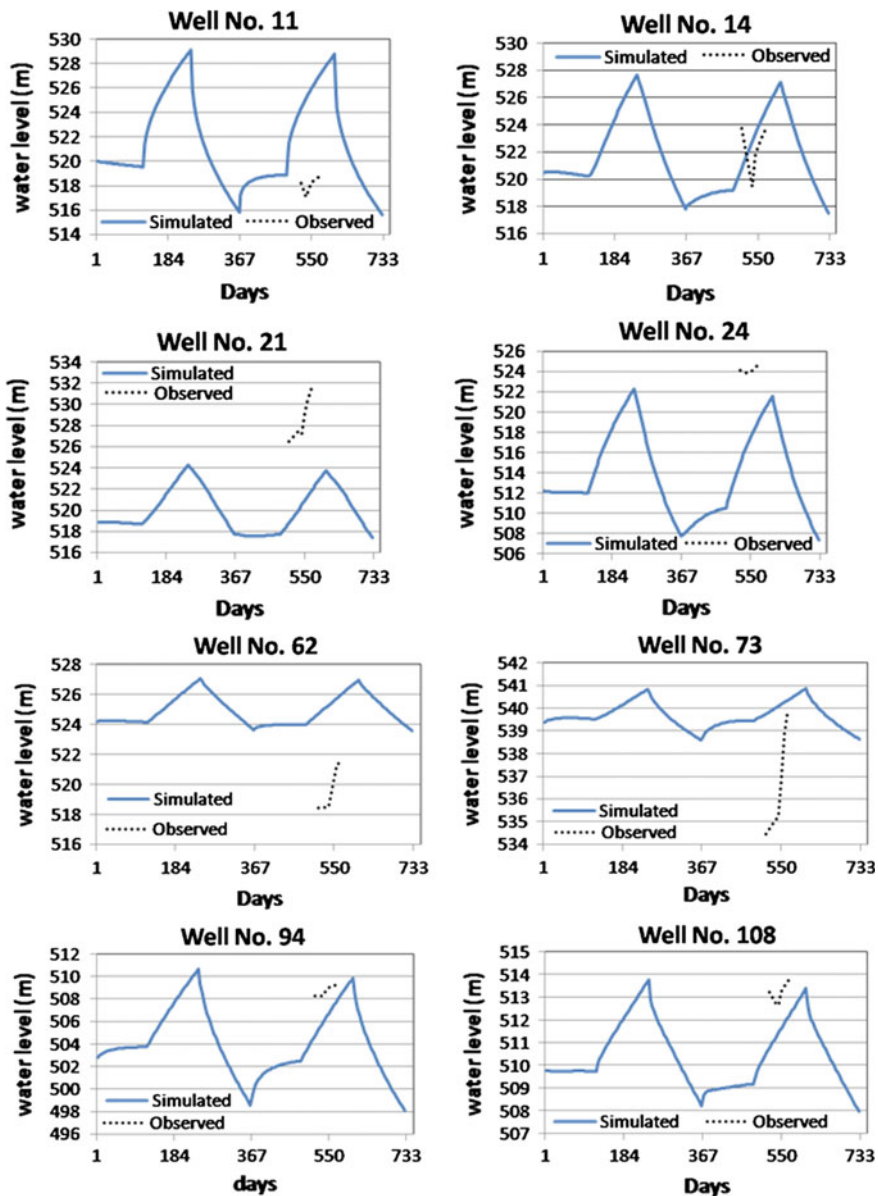 Well No. 11
water level (m)
530
528
526
524
522
520
518
516
514
Simulated
Observed
1
184
367
550
733
Days
Well No. 14
water level (m)
530
528
526
524
522
520
518
516
Simulated
Observed
1
184
367
550
733
Days
Well No. 21
water level (m)
534
532
530
528
526
524
522
520
518
516
Simulated
Observed
1
184
367
550
733
Days
Well No. 24
water level (m)
526
524
522
520
518
516
514
512
510
508
506
Simulated
Observed
1
184
367
550
733
Days
Well No. 62
water level (m)
528
526
524
522
520
518
516
Simulated
Observed
1
184
367
550
733
Days
Well No. 73
water level (m)
542
541
540
539
538
537
536
535
534
Simulated
Observed
1
184
367
550
733
Days
Well No. 94
water level (m)
512
510
508
506
504
502
500
498
496
Simulated
Observed
1
184
367
550
733
days
Well No. 108
water level (m)
515
514
513
512
511
510
509
508
507
Simulated
Observed
1
184
367
550
733
Days